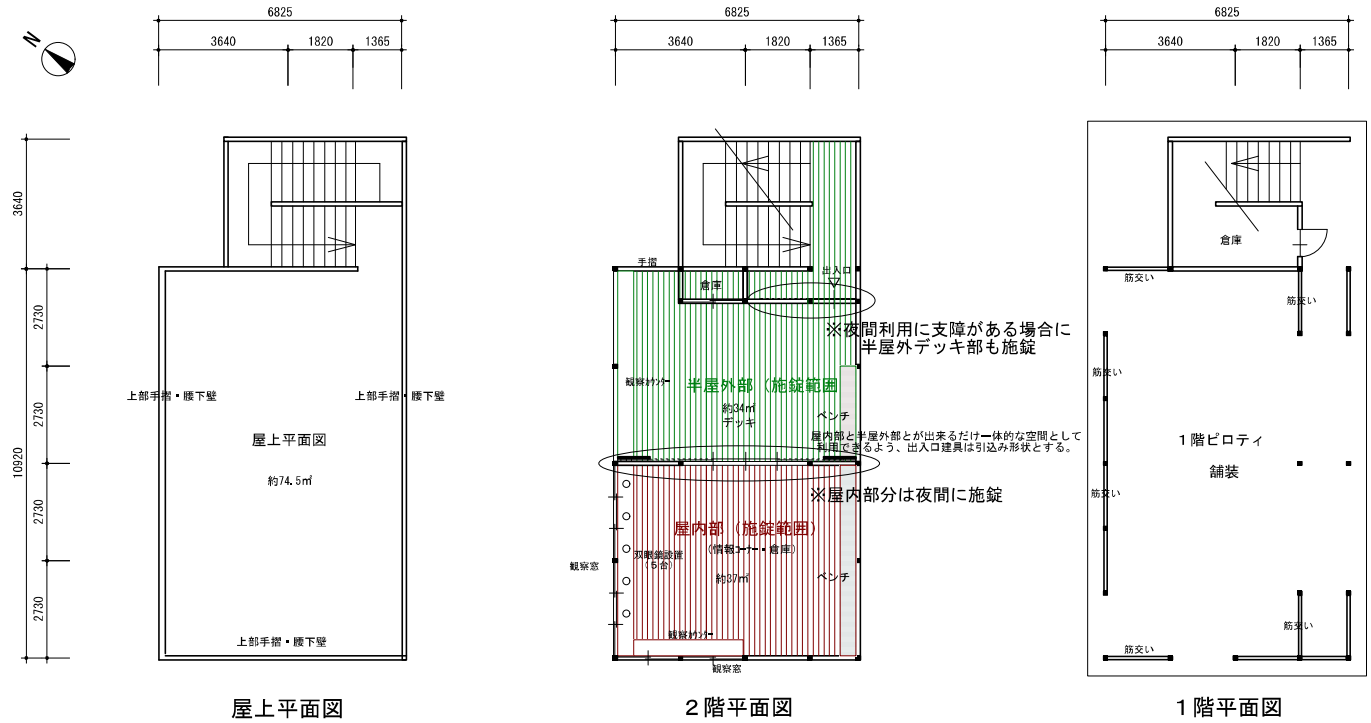 N
6825
3640 1820 1365
6825
3640 1820 1365
6825
3640 1820 1365
3640
10920
2730
2730
2730
2730
上部手摺・腰下壁
上部手摺・腰下壁
屋上平面図
約74.5㎡
上部手摺・腰下壁
屋上平面図
手摺
倉庫
出入口
※夜間利用に支障がある場合に
半屋外デッキ部も施錠
観察カウンター
半屋外部（施錠範囲
約34㎡
デッキ
ベンチ
屋内部と半屋外部とが出来るだけ一体的な空間として
利用できるよう、出入口建具は引込み形状とする。
※屋内部分は夜間に施錠
屋内部（施錠範囲）
（情報コーナー・倉庫）
双眼鏡設置
（５台）
観察窓
約37㎡
ベンチ
観察カウンター
観察窓
２階平面図
倉庫
筋交い
筋交い
筋交い
１階ピロティ
舗装
筋交い
筋交い
筋交い
１階平面図